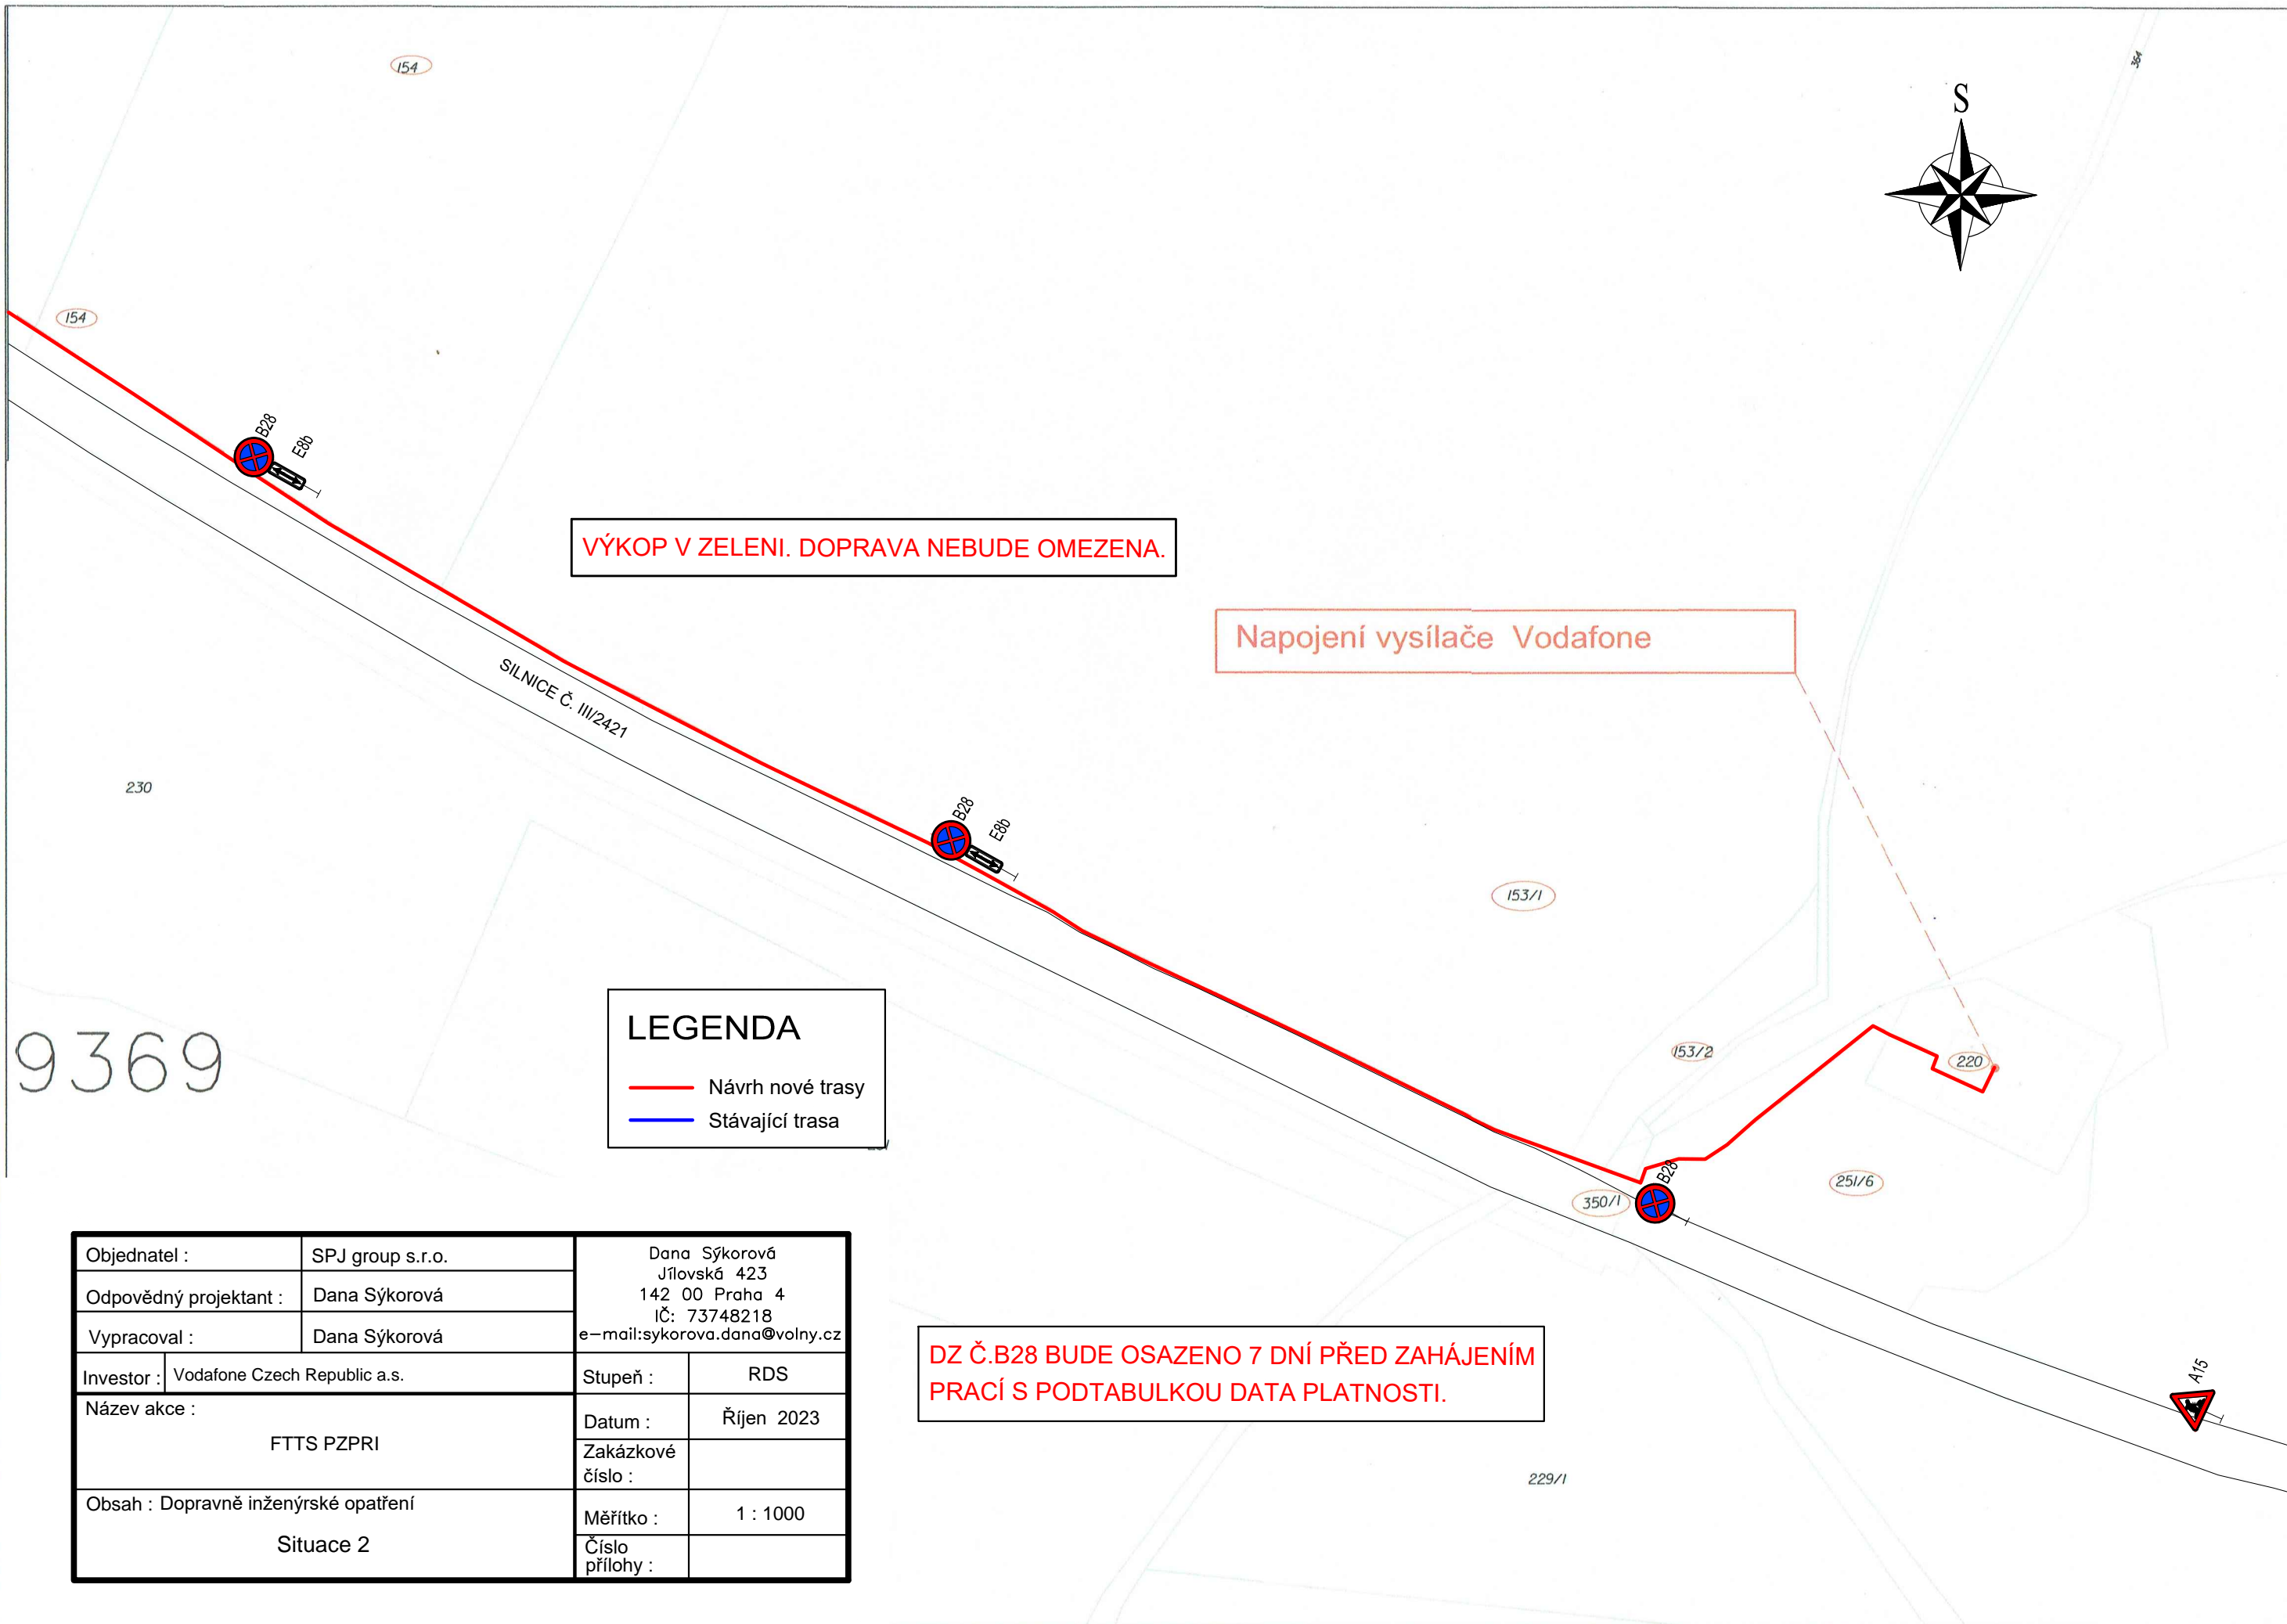 154
364
S
154
B28
E8b
VÝKOP V ZELENI. DOPRAVA NEBUDE OMEZENA.
Napojení vysílače Vodafone
SILNICE Č. III/2421
230
B28
E8b
153/1
9369
LEGENDA
Návrh nové trasy
Stávající trasa
153/2
220
B28
350/1
251/6
Objednatel :
SPJ group s.r.o.
Odpovědný projektant :
Dana Sýkorová
Vypracoval :
Dana Sýkorová
Dana Sýkorová
Jílovská 423
142 00 Praha 4
IČ: 73748218
e-mail:sykorova.dana@volny.cz
Investor :
Vodafone Czech Republic a.s.
Stupeň :
RDS
Název akce :
FTTS PZPRI
Datum :
Říjen 2023
Zakázkové
číslo :
Obsah : Dopravně inženýrské opatření
Situace 2
Měřítko :
1 : 1000
Číslo
přílohy :
DZ Č.B28 BUDE OSAZENO 7 DNÍ PŘED ZAHÁJENÍM
PRACÍ S PODTABULKOU DATA PLATNOSTI.
A15
229/1